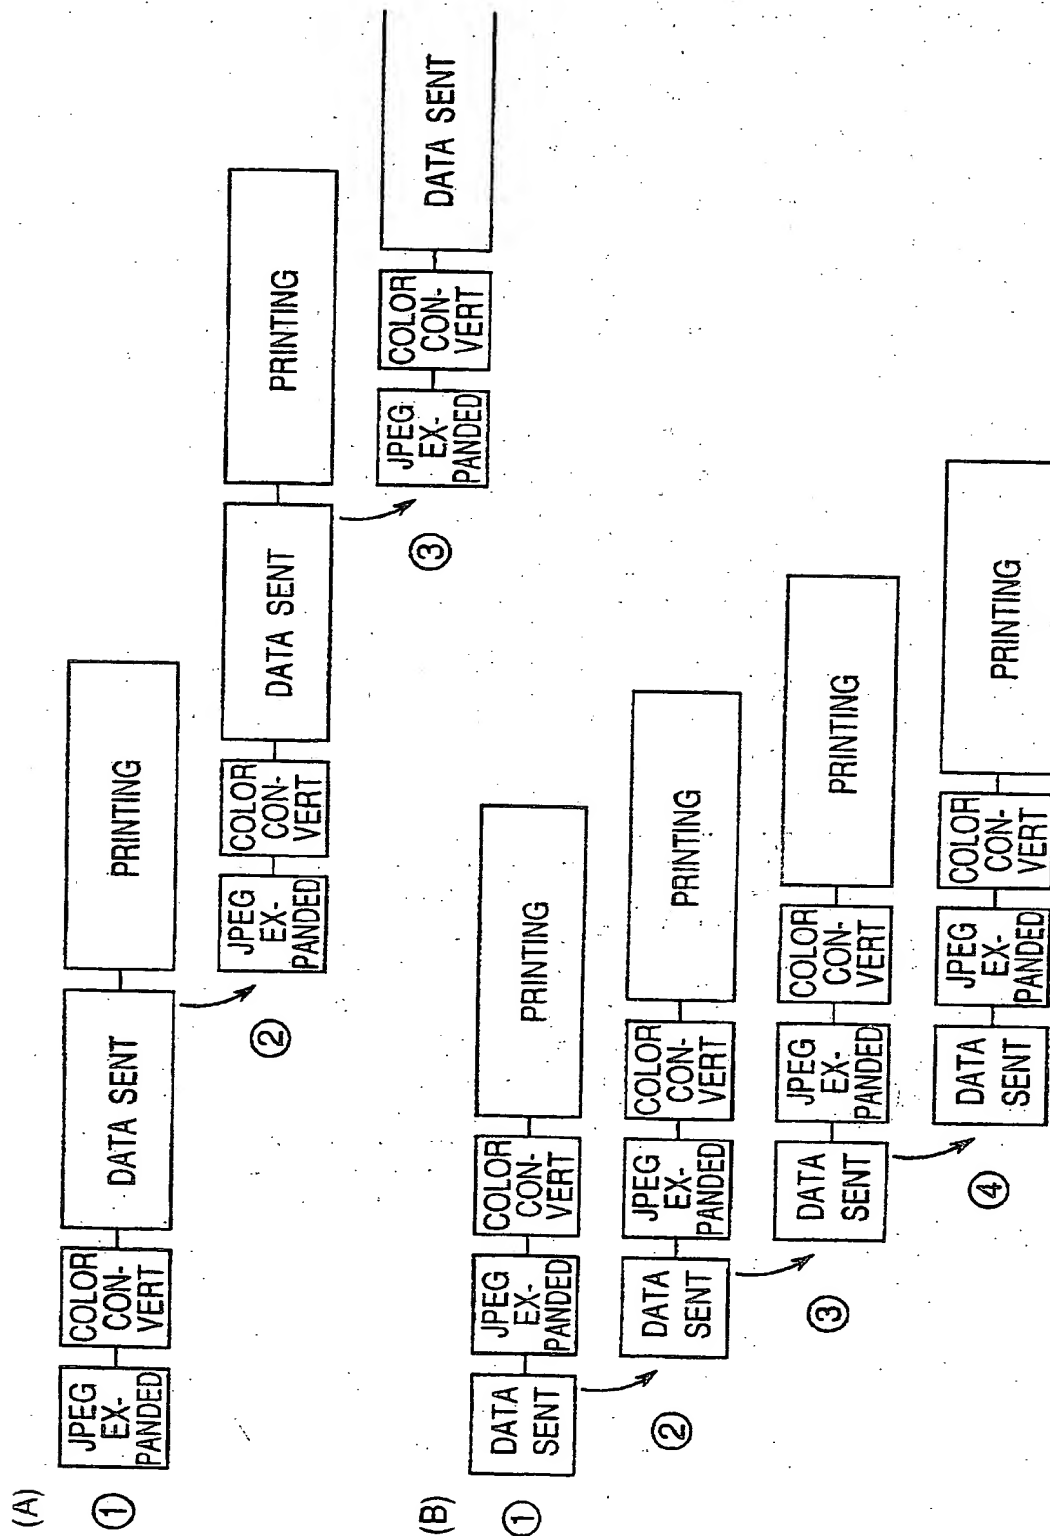 (A)
①
JPEG
EX-
PANDED
COLOR
CON-
VERT
DATA SENT
PRINTING
②
JPEG
EX-
PANDED
COLOR
CON-
VERT
DATA SENT
PRINTING
③
JPEG
EX-
PANDED
COLOR
CON-
VERT
DATA SENT
(B)
①
DATA
SENT
JPEG
EX-
PANDED
COLOR
CON-
VERT
PRINTING
②
DATA
SENT
JPEG
EX-
PANDED
COLOR
CON-
VERT
PRINTING
③
DATA
SENT
JPEG
EX-
PANDED
COLOR
CON-
VERT
PRINTING
④
DATA
SENT
JPEG
EX-
PANDED
COLOR
CON-
VERT
PRINTING